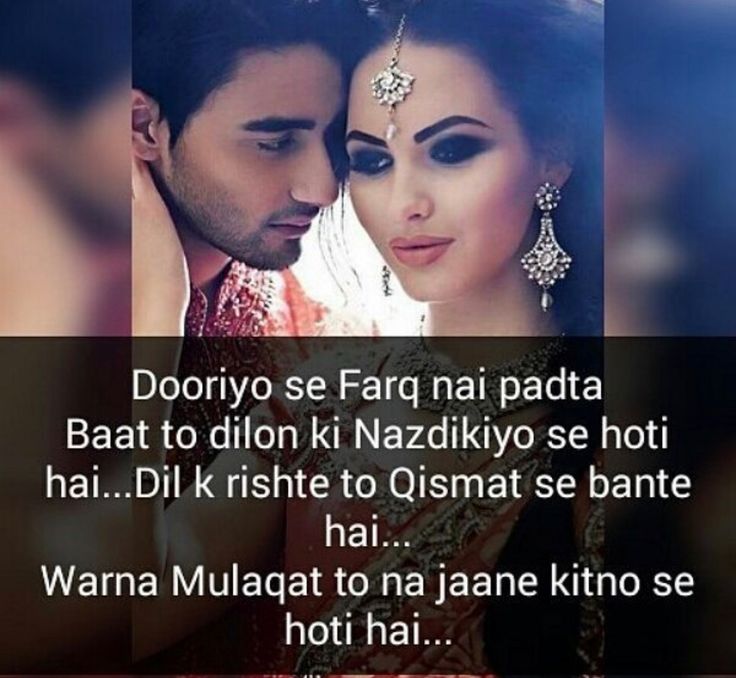 Dooriyo se Farq nai padta
Baat to dilon ki Nazdikiyo se hoti
hai...Dil k rishte to Qismat se bante
hai...
Warna Mulaqat to na jaane kitno se
hoti hai...